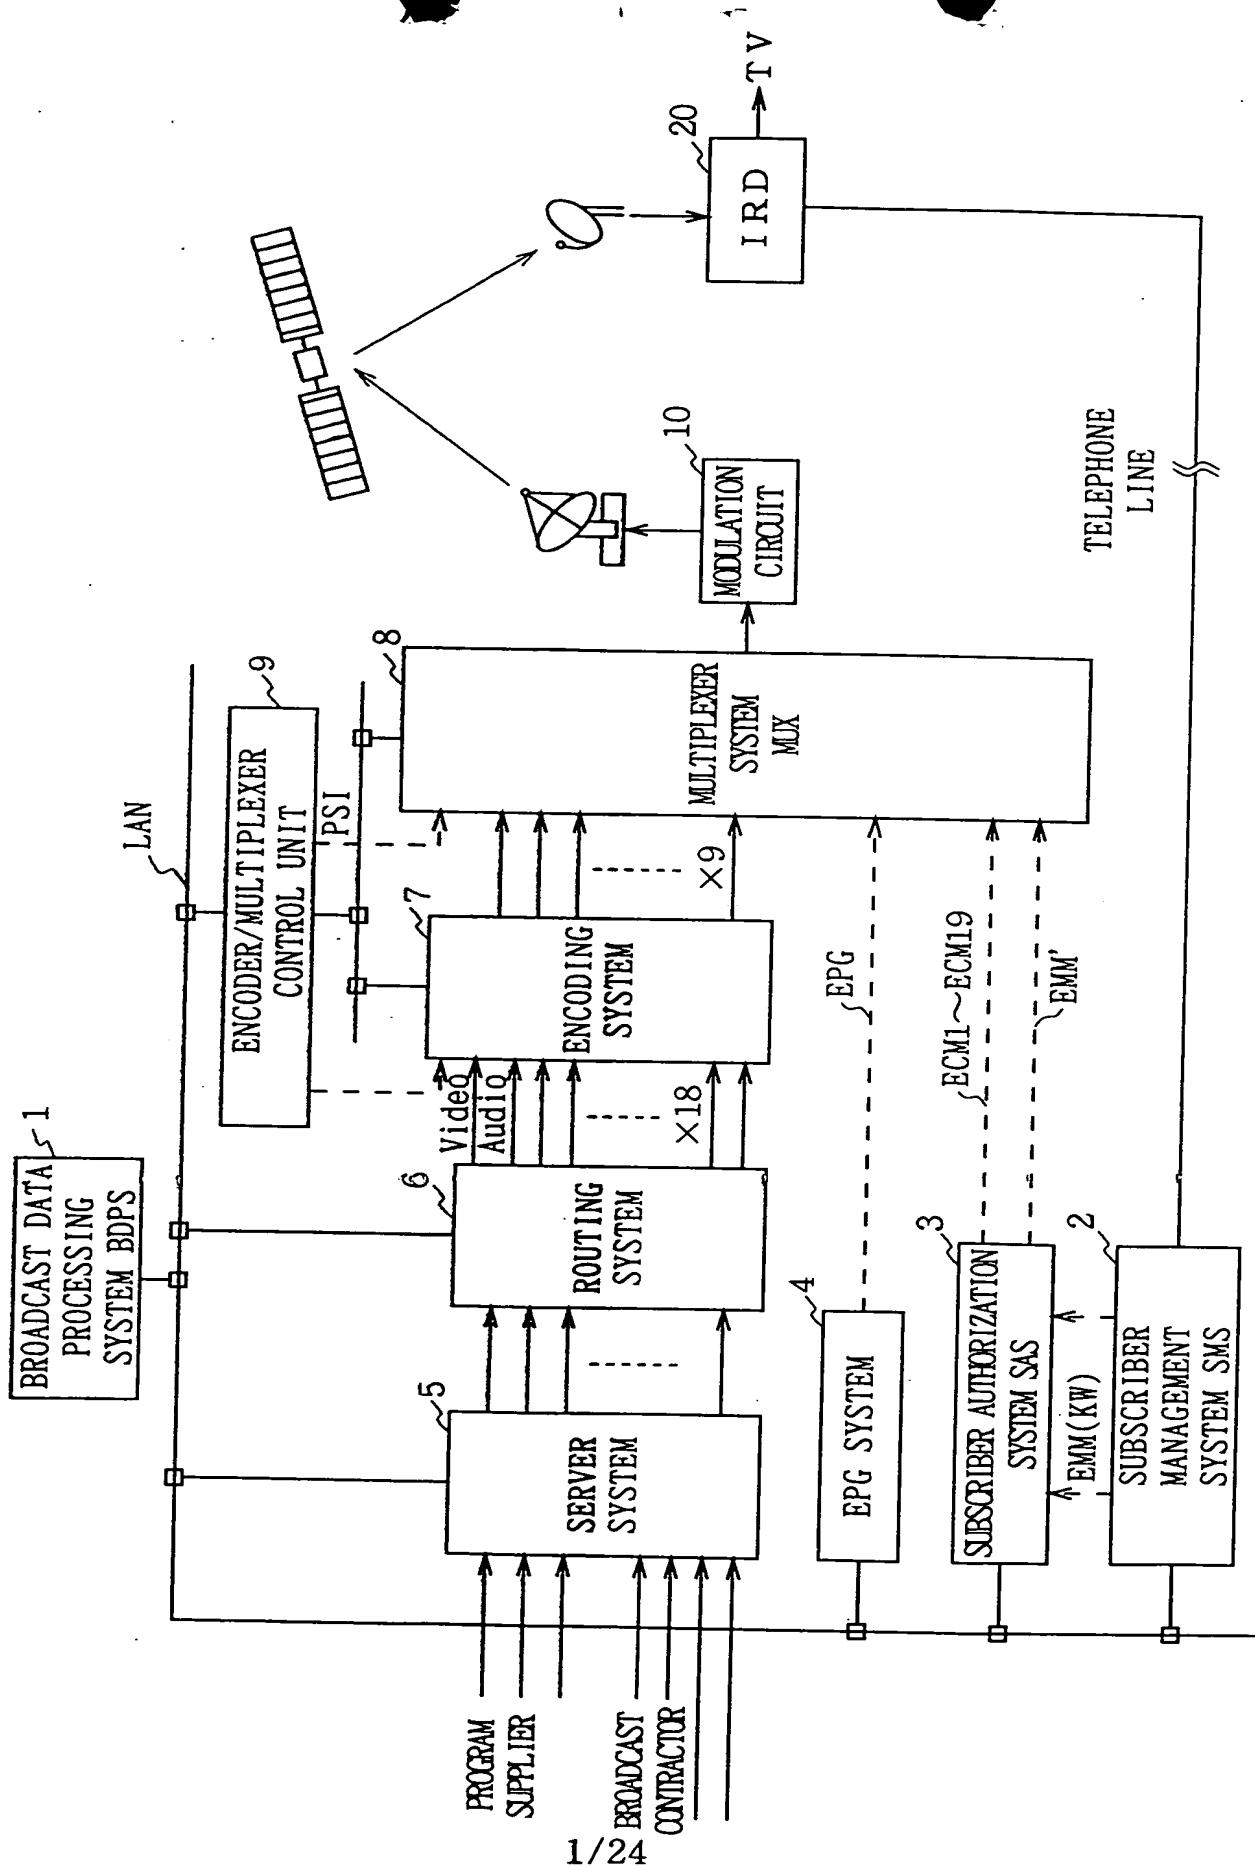 BROADCAST DATA
PROCESSING
SYSTEM BDPS
1
LAN
ENCODER/MULTIPLEXER
CONTROL UNIT
9
PSI
PROGRAM
SUPPLIER
BROADCAST
CONTRACTOR
SERVER
SYSTEM
5
ROUTING
SYSTEM
6
Video
Audio
×18
ENCODING
SYSTEM
7
×9
MULTIPLEXER
SYSTEM
MUX
8
MODULATION
CIRCUIT
10
IRD
20
TV
EPG SYSTEM
4
EPG
SUBSCRIBER AUTHORIZATION
SYSTEM SAS
3
ECM1~ECM19
EMM'
EMM(KW)
SUBSCRIBER
MANAGEMENT
SYSTEM SMS
2
TELEPHONE
LINE
1/24